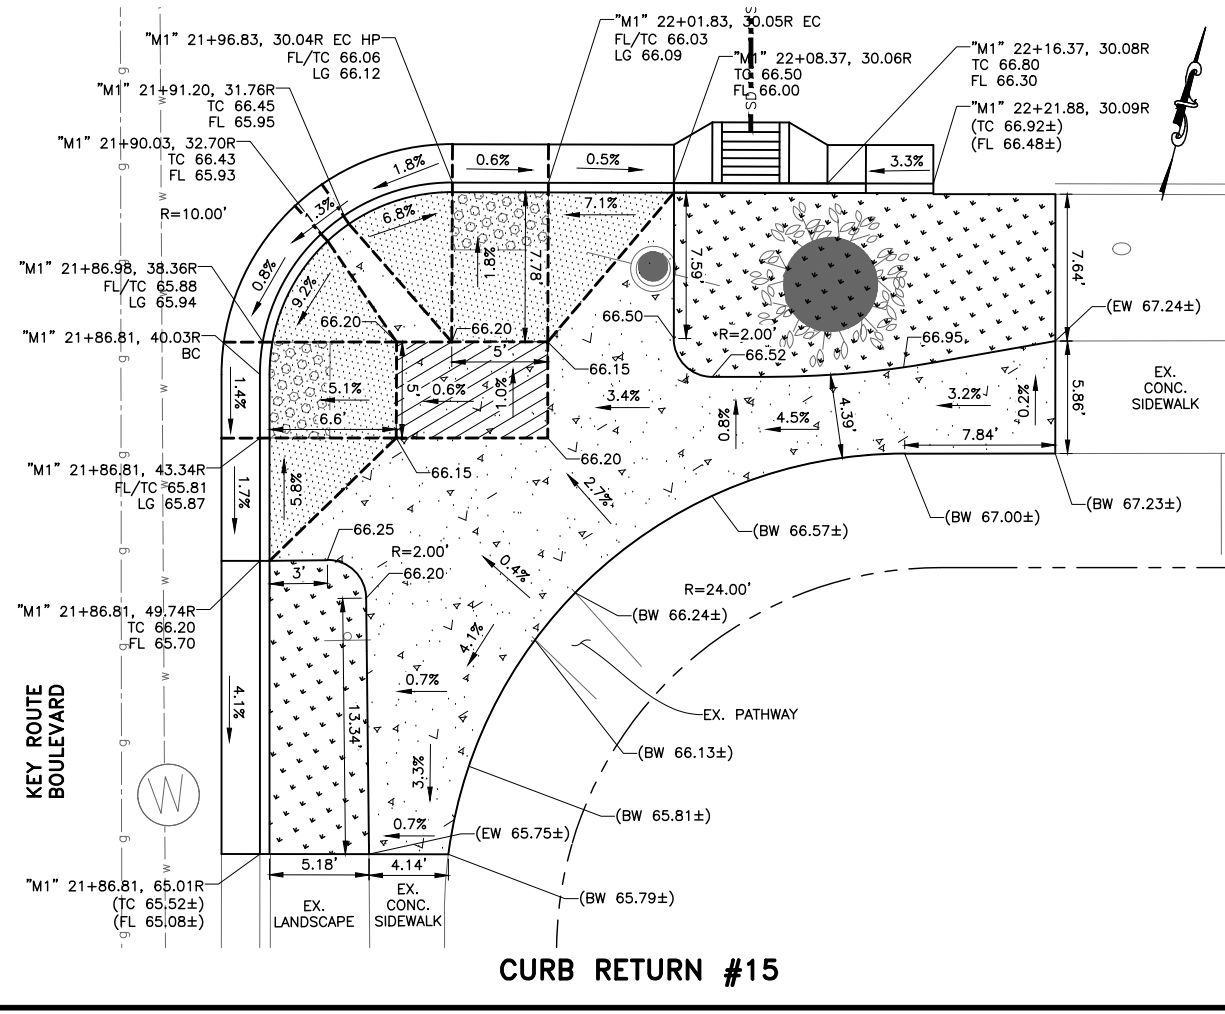 "M1" 22+01.83, 30.05R EC
FL/TC 66.03
LG 66.09
"M1" 21+96.83, 30.04R EC HP
FL/TC 66.06
LG 66.12
"M1" 22+08.37, 30.06R
TC 66.50
FL 66.00
"M1" 22+16.37, 30.08R
TC 66.80
FL 66.30
"M1" 21+91.20, 31.76R
TC 66.45
FL 65.95
"M1" 22+21.88, 30.09R
(TC 66.92±)
(FL 66.48±)
"M1" 21+90.03, 32.70R
TC 66.43
FL 65.93
SD
S
1.8%
0.6%
0.5%
3.3%
R=10.00'
1.3%
6.8%
7.1%
"M1" 21+86.98, 38.36R
FL/TC 65.88
LG 65.94
0.8%
9.2%
1.8%
7.78'
7.59'
7.64'
(EW 67.24±)
66.20
66.20
66.50
R=2.00'
66.95
"M1" 21+86.81, 40.03R
BC
5'
66.15
66.52
1.4%
5.1%
5'
0.6%
1.0%
3.4%
3.2%
0.2%
5.86'
EX.
CONC.
SIDEWALK
6.6'
0.8%
4.5%
4.39'
7.84'
"M1" 21+86.81, 43.34R
FL/TC 65.81
LG 65.87
1.7%
5.8%
66.15
66.20
2.7%
(BW 66.57±)
(BW 67.00±)
(BW 67.23±)
66.25
R=2.00'
66.20
3'
0.4%
R=24.00'
"M1" 21+86.81, 49.74R
TC 66.20
FL 65.70
(BW 66.24±)
4.1%
0.7%
KEY ROUTE
BOULEVARD
4.1%
13.34'
EX. PATHWAY
(BW 66.13±)
3.3%
W
0.7%
(EW 65.75±)
(BW 65.81±)
5.18'
4.14'
"M1" 21+86.81, 65.01R
(TC 65.52±)
(FL 65.08±)
EX.
LANDSCAPE
EX.
CONC.
SIDEWALK
(BW 65.79±)
g
g
g
g
g
g
g
g
g
g
w
w
w
w
w
w
w
w
CURB RETURN #15